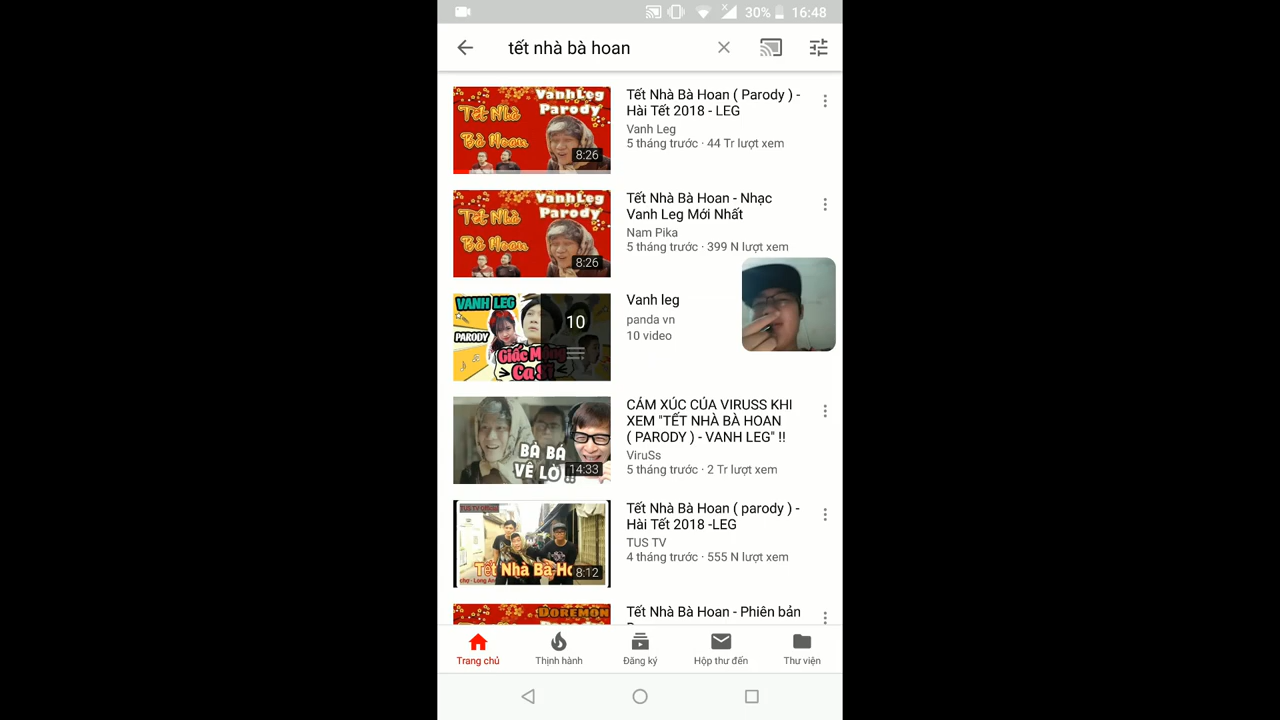 30% 16:48
tết nhà bà hoan
VanhLeg
Parody
Tết Nhà
Bà Hoan
8:26
Tết Nhà Bà Hoan ( Parody ) -
Hài Tết 2018 - LEG
Vanh Leg
5 tháng trước · 44 Tr lượt xem
VanhLeg
Parody
Tết Nhà
Bà Hoan
8:26
Tết Nhà Bà Hoan - Nhạc
Vanh Leg Mới Nhất
Nam Pika
5 tháng trước · 399 N lượt xem
VANH LEG
PARODY
Giấc Mộng
Ca Sĩ
10
Vanh leg
panda vn
10 video
BÀ BÁ
VÊ LỜ !!
14:33
CẢM XÚC CỦA VIRUSS KHI
XEM "TẾT NHÀ BÀ HOAN
( PARODY ) - VANH LEG" !!
ViruSs
5 tháng trước · 2 Tr lượt xem
Tết Nhà Bà Ho
8:12
Tết Nhà Bà Hoan ( parody ) -
Hài Tết 2018 -LEG
TUS TV
4 tháng trước · 555 N lượt xem
DOREMON
Tết Nhà Bà Hoan - Phiên bản
Trang chủ
Thịnh hành
Đăng ký
Hộp thư đến
Thư viện